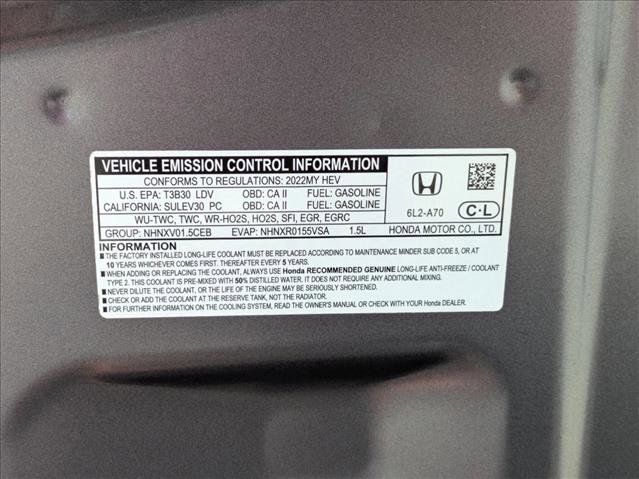 VEHICLE EMISSION CONTROL INFORMATION
CONFORMS TO REGULATIONS: 2022MY HEV
U.S. EPA: T3B30 LDV OBD: CA II FUEL: GASOLINE
CALIFORNIA: SULEV30 PC OBD: CA II FUEL: GASOLINE
WU-TWC, TWC, WR-HO2S, HO2S, SFI, EGR, EGRC
GROUP: NHNXV01.5CEB EVAP: NHNXR0155VSA 1.5L
6L2-A70
C·L
HONDA MOTOR CO., LTD.
INFORMATION
■ THE FACTORY INSTALLED LONG-LIFE COOLANT MUST BE REPLACED ACCORDING TO MAINTENANCE MINDER SUB CODE 5, OR AT
10 YEARS WHICHEVER COMES FIRST. THEREAFTER EVERY 5 YEARS.
■ WHEN ADDING OR REPLACING THE COOLANT, ALWAYS USE Honda RECOMMENDED GENUINE LONG-LIFE ANTI-FREEZE / COOLANT
TYPE 2. THIS COOLANT IS PRE-MIXED WITH 50% DISTILLED WATER, IT DOES NOT REQUIRE ANY ADDITIONAL MIXING.
■ NEVER DILUTE THE COOLANT, OR THE LIFE OF THE ENGINE MAY BE SERIOUSLY SHORTENED.
■ CHECK OR ADD THE COOLANT AT THE RESERVE TANK, NOT THE RADIATOR.
■ FOR FURTHER INFORMATION ON THE COOLING SYSTEM, READ THE OWNER'S MANUAL OR CHECK WITH YOUR Honda DEALER.